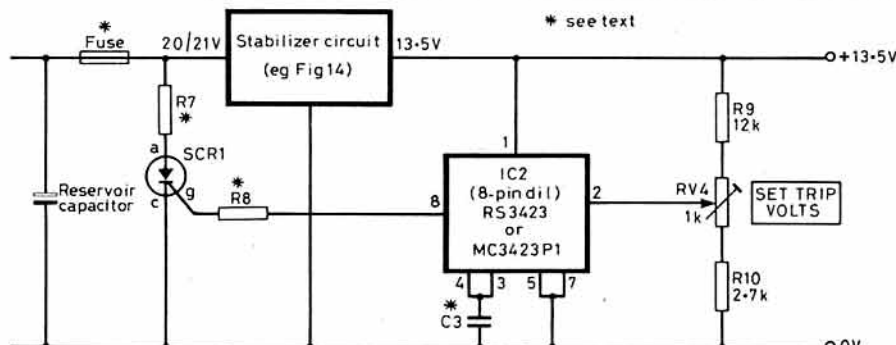 * see text
*
Fuse
20/21V
Stabilizer circuit
(eg Fig 14)
13·5V
+13·5V
R7
*
R9
12k
a
SCR1
1
IC2
(8-pin dil)
RS3423
or
MC3423P1
Reservoir
capacitor
g
c
*
R8
8
2
RV4
1k
SET TRIP
VOLTS
4
3
5
7
R10
2·7k
*
C3
0V